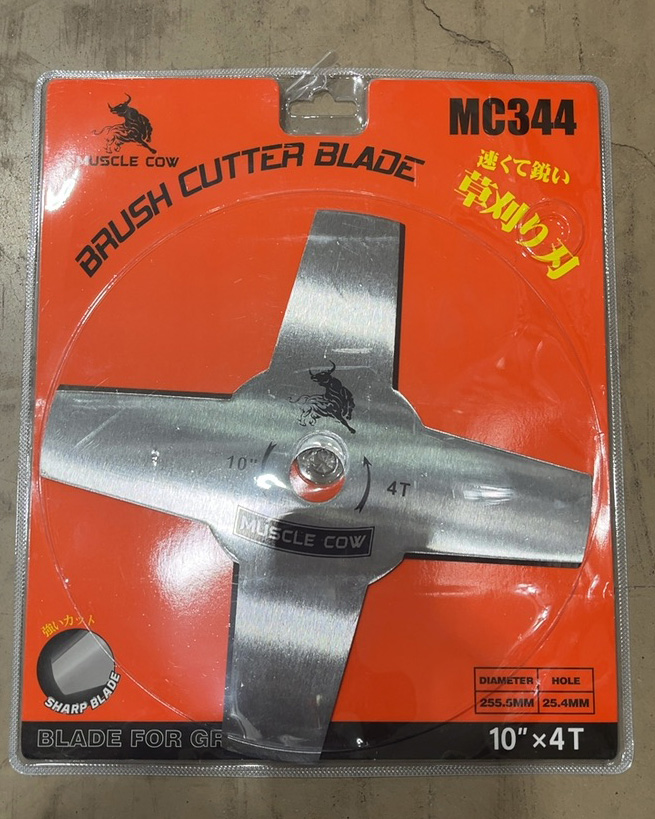 MC344
MUSCLE COW
BRUSH CUTTER BLADE
速くて鋭い
草刈り刃
10"
4T
MUSCLE COW
強いカット
SHARP BLADE
DIAMETER HOLE
255.5MM 25.4MM
BLADE FOR
10"×4T